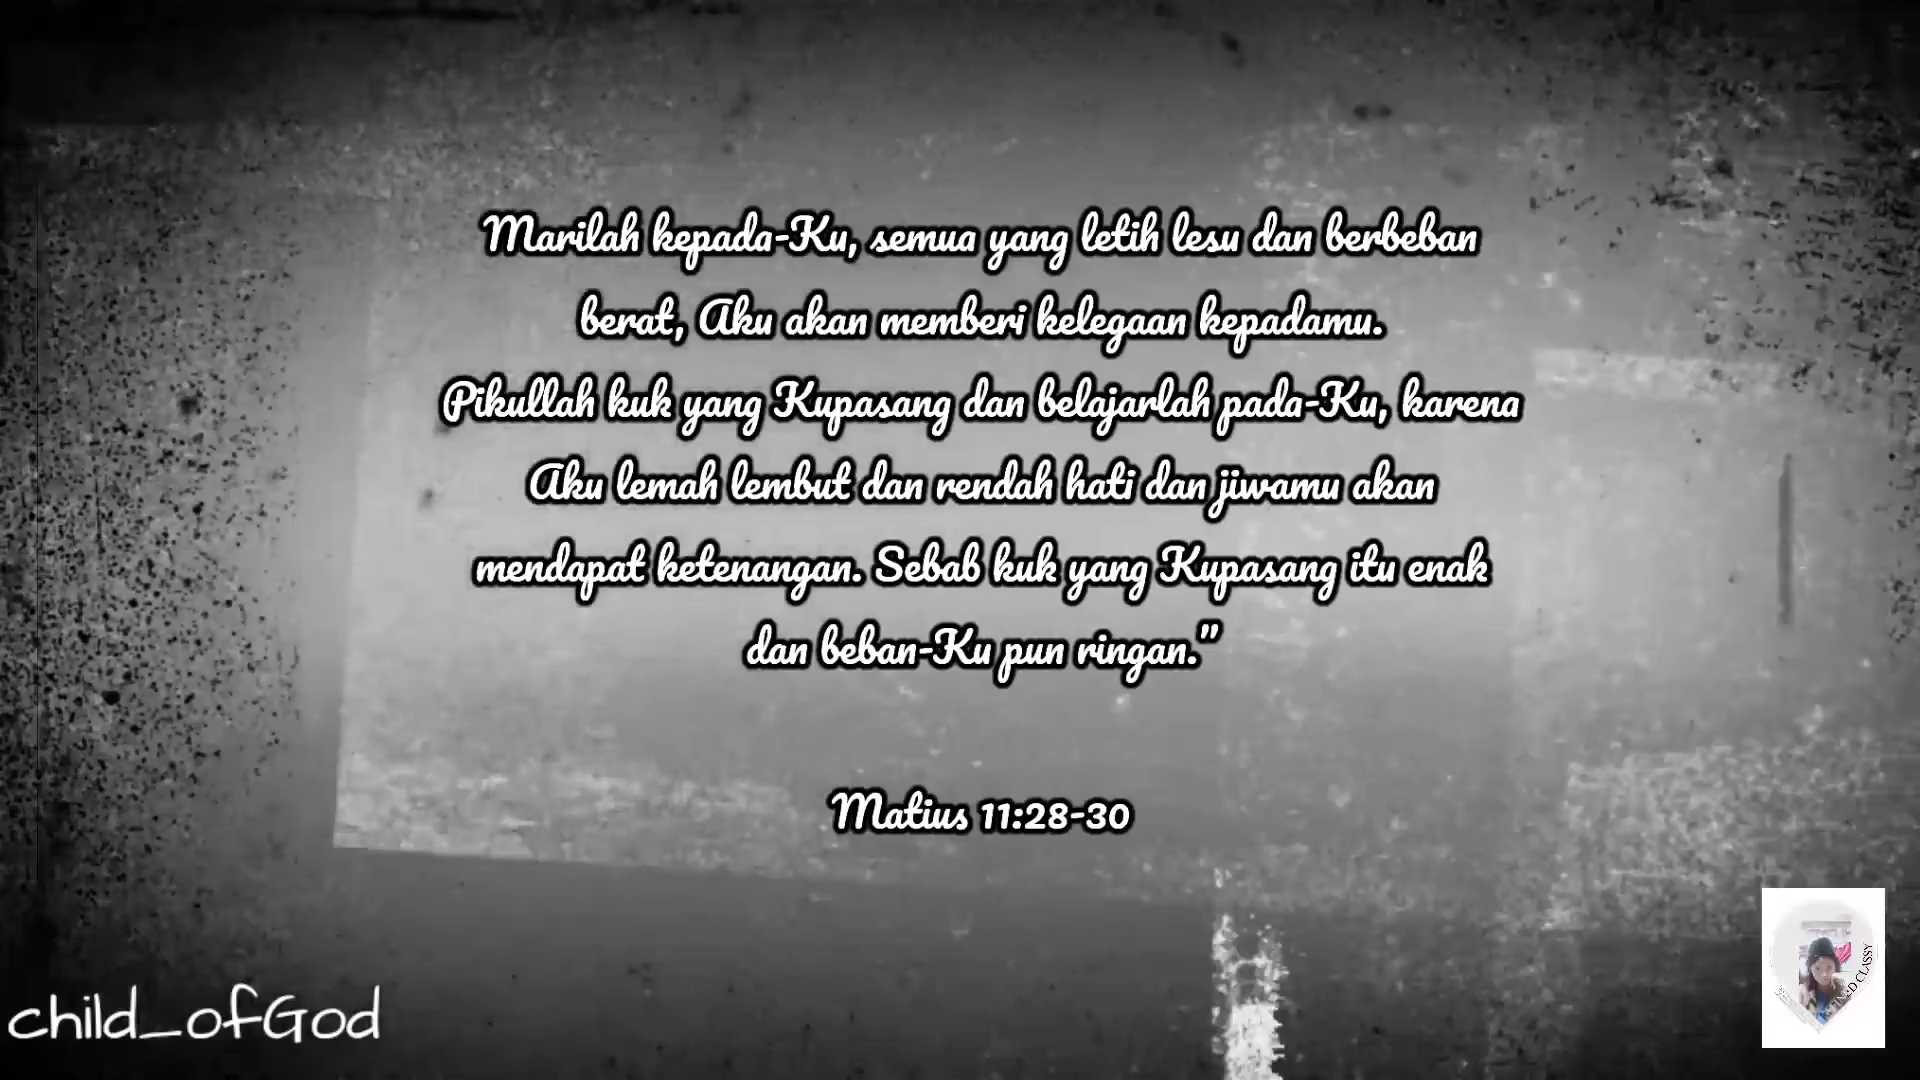 Marilah kepada-Ku, semua yang letih lesu dan berbeban
berat, Aku akan memberi kelegaan kepadamu.
Pikullah kuk yang Kupasang dan belajarlah pada-Ku, karena
Aku lemah lembut dan rendah hati dan jiwamu akan
mendapat ketenangan. Sebab kuk yang Kupasang itu enak
dan beban-Ku pun ringan."
Matius 11:28-30
child_ofGod
CLASSY